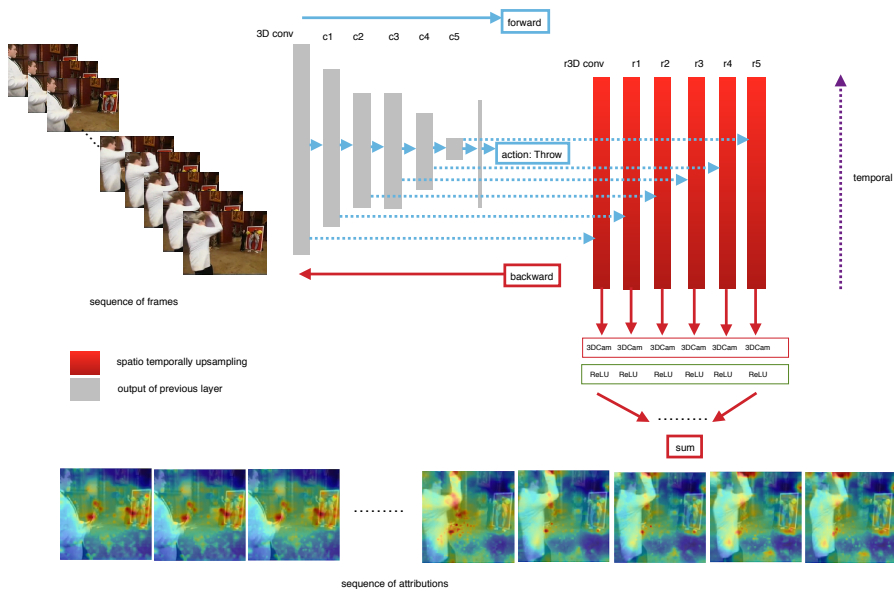 forward
3D conv c1 c2 c3 c4 c5
r3D conv r1 r2 r3 r4 r5
action: Throw
temporal
backward
sequence of frames
3DCam 3DCam 3DCam 3DCam 3DCam 3DCam
spatio temporally upsampling
ReLU ReLU ReLU ReLU ReLU ReLU
output of previous layer
sum
sequence of attributions